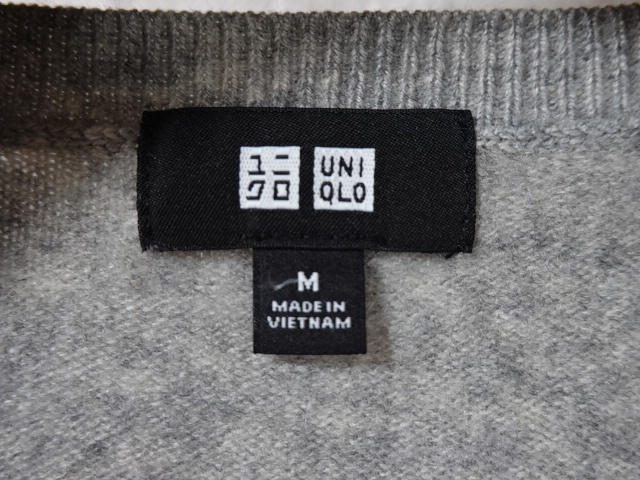 ユニ UNI
クロ QLO
M
MADE IN
VIETNAM